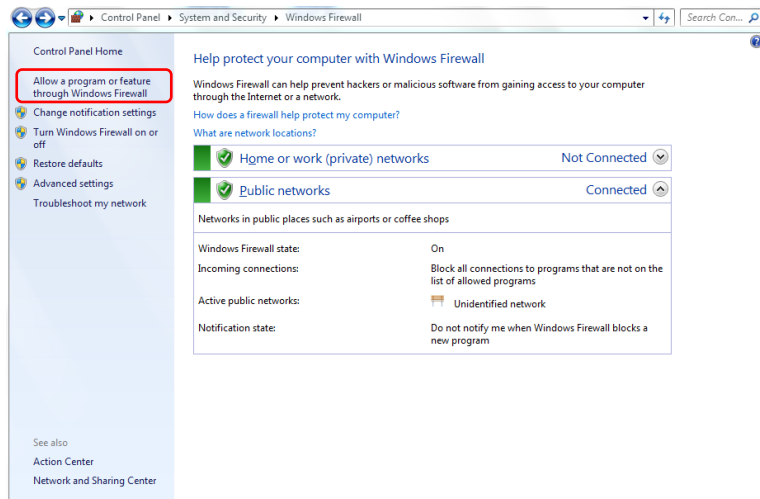 Control Panel ▸ System and Security ▸ Windows Firewall
Search Con...
Control Panel Home
Allow a program or feature
through Windows Firewall
Change notification settings
Turn Windows Firewall on or
off
Restore defaults
Advanced settings
Troubleshoot my network
See also
Action Center
Network and Sharing Center
Help protect your computer with Windows Firewall
Windows Firewall can help prevent hackers or malicious software from gaining access to your computer
through the Internet or a network.
How does a firewall help protect my computer?
What are network locations?
Home or work (private) networks Not Connected
Public networks Connected
Networks in public places such as airports or coffee shops
Windows Firewall state: On
Incoming connections: Block all connections to programs that are not on the
list of allowed programs
Active public networks: Unidentified network
Notification state: Do not notify me when Windows Firewall blocks a
new program